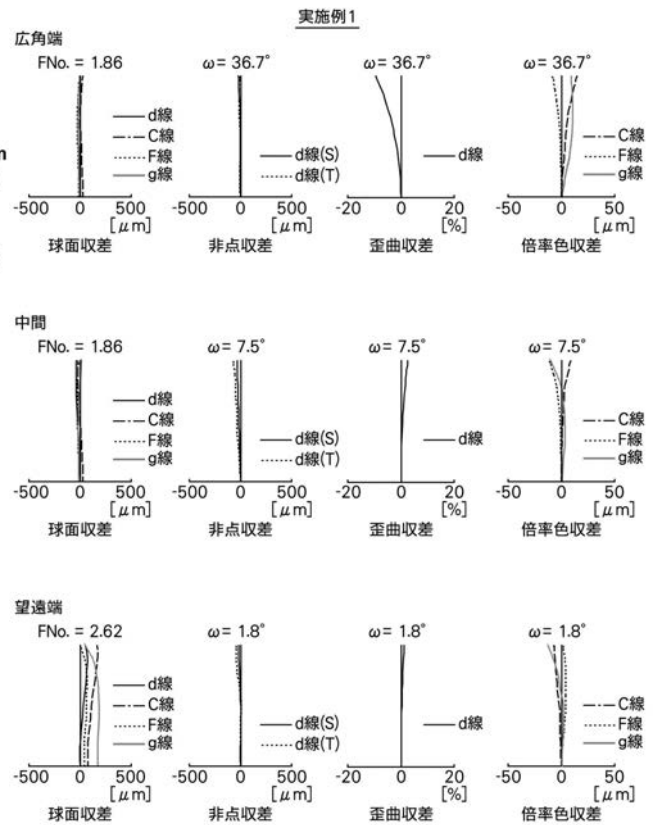 実施例1
広角端
FNo. = 1.86
ω= 36.7°
ω= 36.7°
ω= 36.7°
d線
C線
F線
g線
d線(S)
d線(T)
d線
C線
F線
g線
-500 0 500
[μm]
球面収差
-500 0 500
[μm]
非点収差
-20 0 20
[%]
歪曲収差
-50 0 50
[μm]
倍率色収差
中間
FNo. = 1.86
ω= 7.5°
ω= 7.5°
ω= 7.5°
d線
C線
F線
g線
d線(S)
d線(T)
d線
C線
F線
g線
-500 0 500
[μm]
球面収差
-500 0 500
[μm]
非点収差
-20 0 20
[%]
歪曲収差
-50 0 50
[μm]
倍率色収差
望遠端
FNo. = 2.62
ω= 1.8°
ω= 1.8°
ω= 1.8°
d線
C線
F線
g線
d線(S)
d線(T)
d線
C線
F線
g線
-500 0 500
[μm]
球面収差
-500 0 500
[μm]
非点収差
-20 0 20
[%]
歪曲収差
-50 0 50
[μm]
倍率色収差